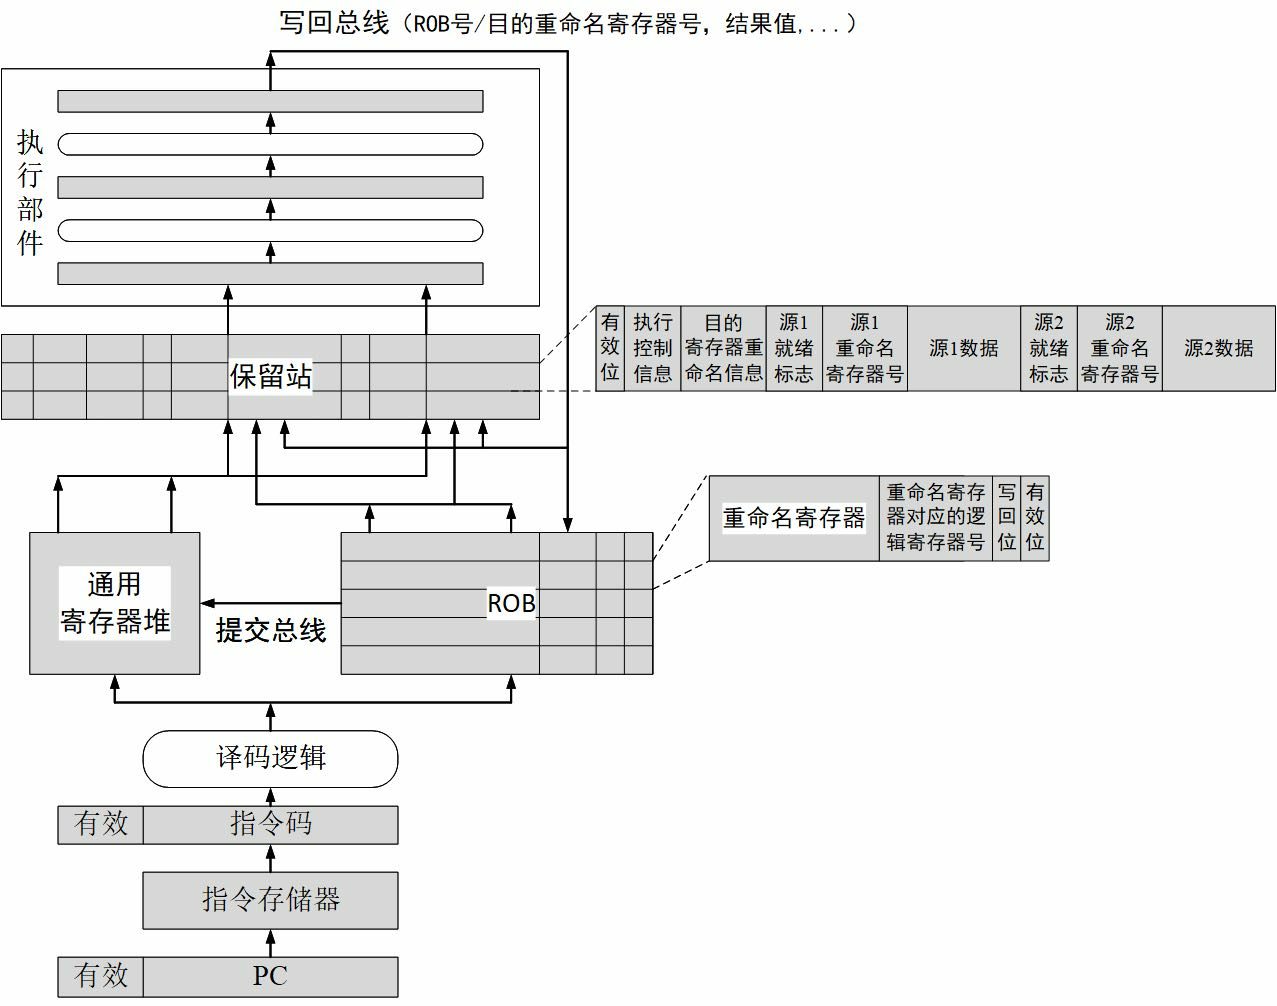 写回总线（ROB号/目的重命名寄存器号，结果值,...）
执
行
部
件
有
效
位
执行
控制
信息
目的
寄存器重
命名信息
源1
就绪
标志
源1
重命名
寄存器号
源1数据
源2
就绪
标志
源2
重命名
寄存器号
源2数据
保留站
重命名寄存器
重命名寄存
器对应的逻
辑寄存器号
写
回
位
有
效
位
通用
寄存器堆
ROB
提交总线
译码逻辑
有效 指令码
指令存储器
有效 PC